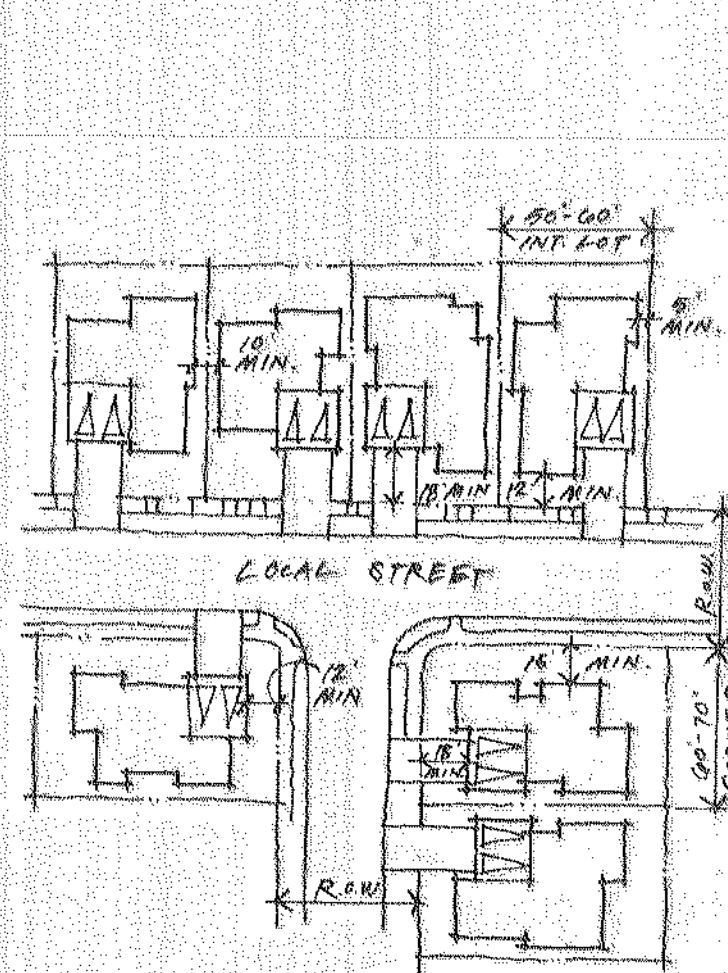 50'-60'
INT. LOT
5'
MIN.
10'
MIN.
18' MIN
12' MIN.
LOCAL STREET
R.O.W.
12'
MIN
16 MIN.
18'
MIN.
60'-70'
R.O.W.